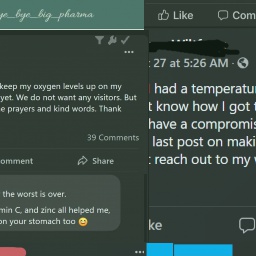 ye_bye_big_pharma
keep my oxygen levels up on my
yet. We do not want any visitors. But
e prayers and kind words. Thank
39 Comments
omment
Share
the worst is over.
min C, and zinc all helped me,
on your stomach too 😄
Like
Com
: 27 at 5:26 AM ·
had a temperatur
t know how I got t
have a compromis
last post on maki
t reach out to my
ke